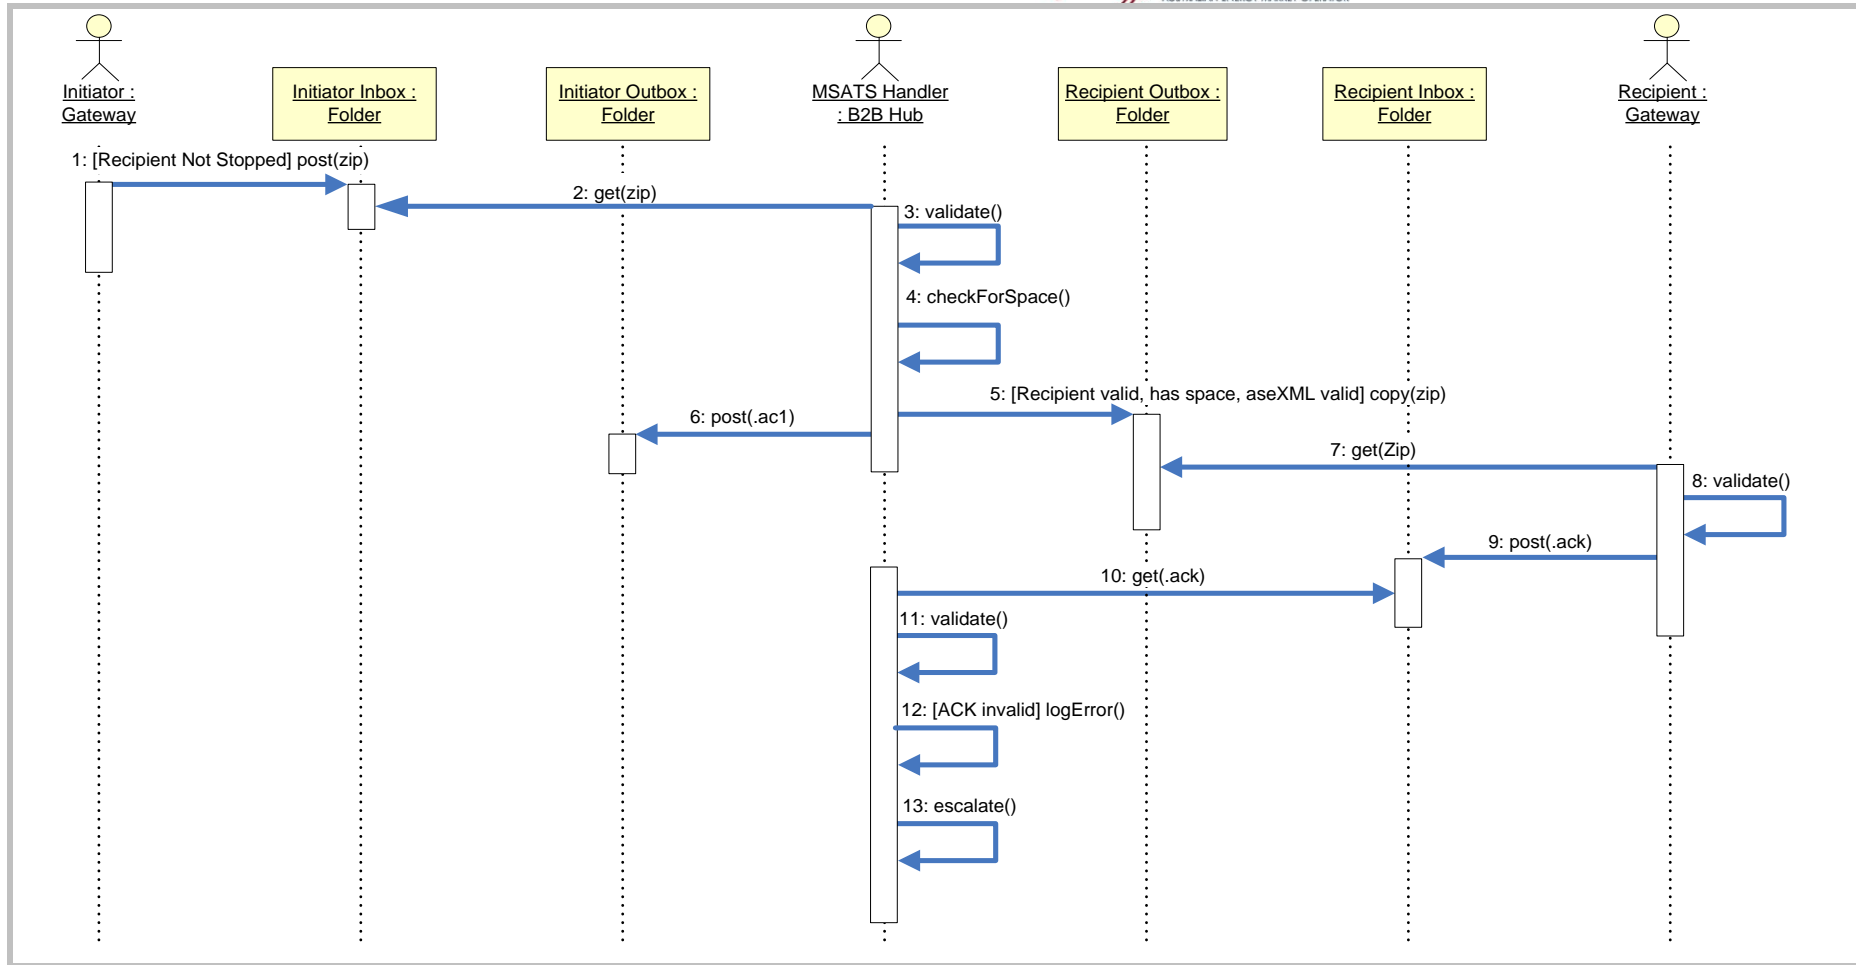 Initiator :
Gateway
Initiator Inbox :
Folder
Initiator Outbox :
Folder
MSATS Handler
: B2B Hub
Recipient Outbox :
Folder
Recipient Inbox :
Folder
Recipient :
Gateway
1: [Recipient Not Stopped] post(zip)
2: get(zip)
3: validate()
4: checkForSpace()
5: [Recipient valid, has space, aseXML valid] copy(zip)
6: post(.ac1)
7: get(Zip)
8: validate()
9: post(.ack)
10: get(.ack)
11: validate()
12: [ACK invalid] logError()
13: escalate()